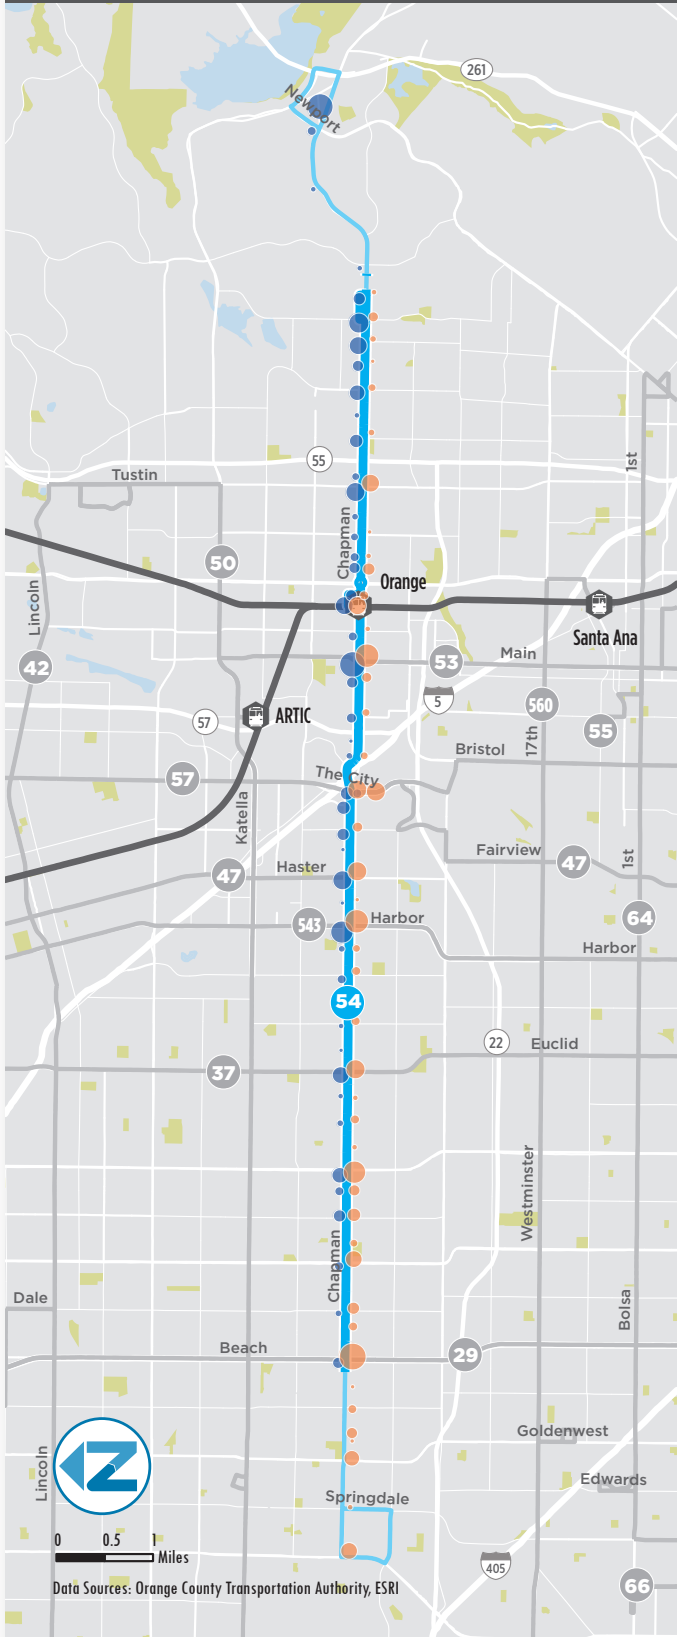 261
Newport
1st
55
Tustin
Chapman
50
Orange
Lincoln
Santa Ana
Main
42
53
5
560
ARTIC
57
55
17th
Bristol
The City
57
Katella
Fairview
1st
Haster
47
47
543
Harbor
64
Harbor
54
22
Euclid
37
Westminster
Chapman
Dale
Bolsa
Beach
29
Goldenwest
Lincoln
Z
Edwards
Springdale
0 0.5 1
Miles
405
Data Sources: Orange County Transportation Authority, ESRI
66